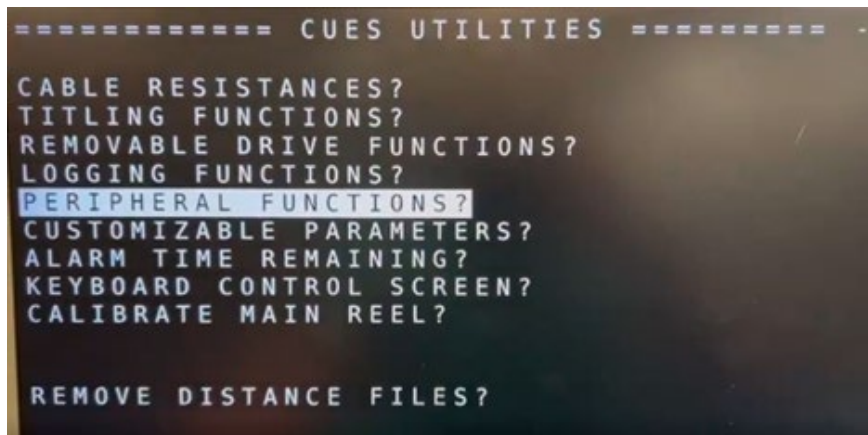 ============ CUES UTILITIES ========= -
CABLE RESISTANCES?
TITLING FUNCTIONS?
REMOVABLE DRIVE FUNCTIONS?
LOGGING FUNCTIONS?
PERIPHERAL FUNCTIONS?
CUSTOMIZABLE PARAMETERS?
ALARM TIME REMAINING?
KEYBOARD CONTROL SCREEN?
CALIBRATE MAIN REEL?
REMOVE DISTANCE FILES?